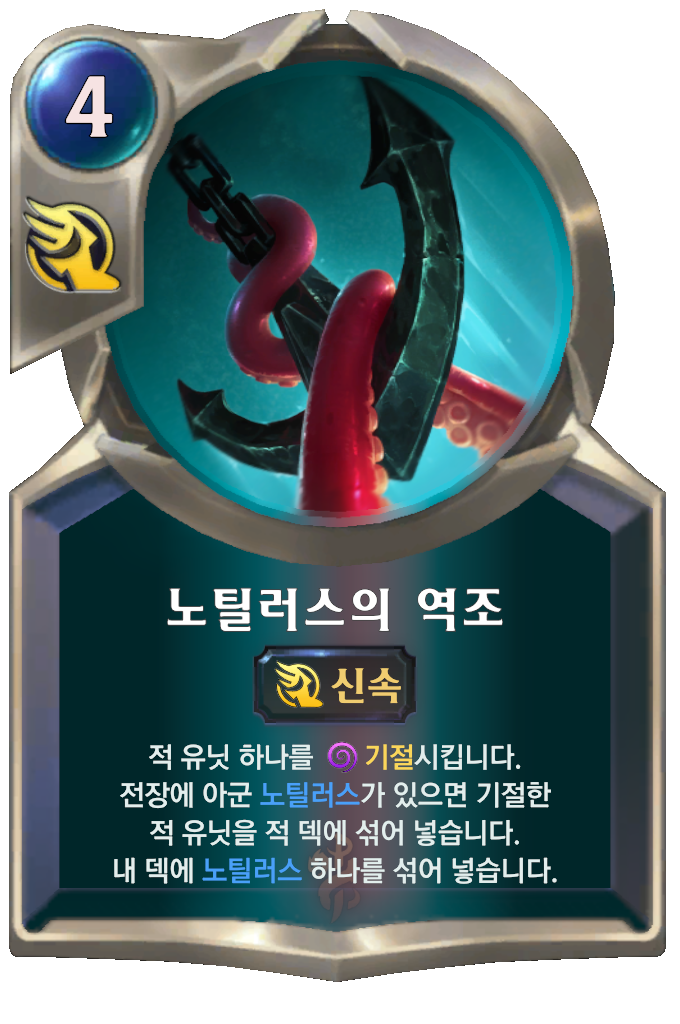 4
노틸러스의 역조
신속
적 유닛 하나를 기절시킵니다.
전장에 아군 노틸러스가 있으면 기절한
적 유닛을 적 덱에 섞어 넣습니다.
내 덱에 노틸러스 하나를 섞어 넣습니다.